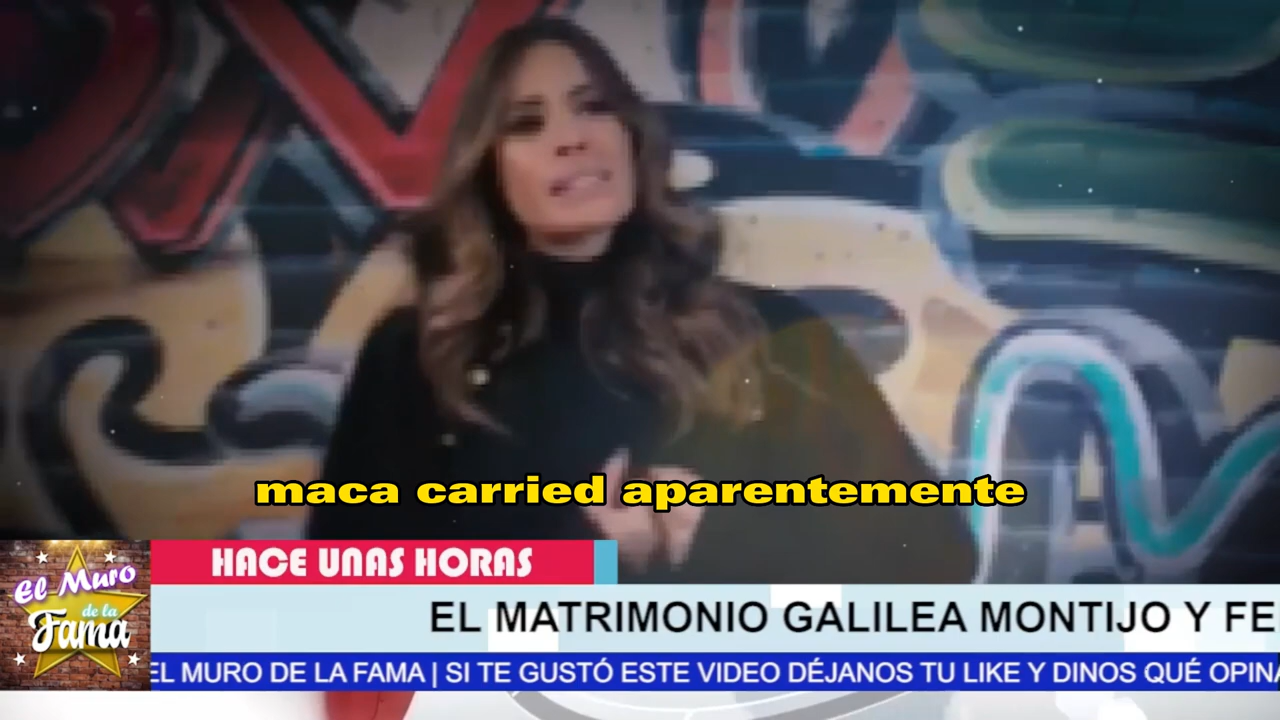 maca carried aparentemente
HACE UNAS HORAS
El Muro
de la
Fama
EL MATRIMONIO GALILEA MONTIJO Y FE
EL MURO DE LA FAMA | SI TE GUSTÓ ESTE VIDEO DÉJANOS TU LIKE Y DINOS QUÉ OPINA